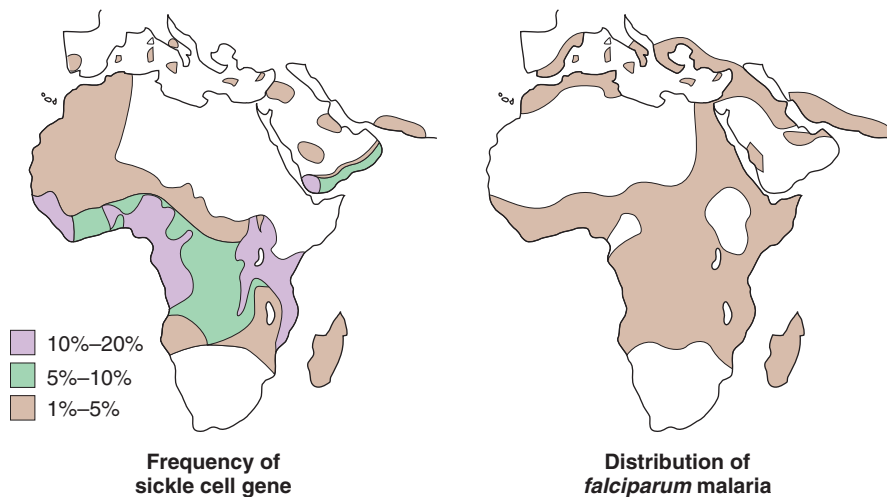 10%–20%
5%–10%
1%–5%
Frequency of
sickle cell gene
Distribution of
falciparum malaria